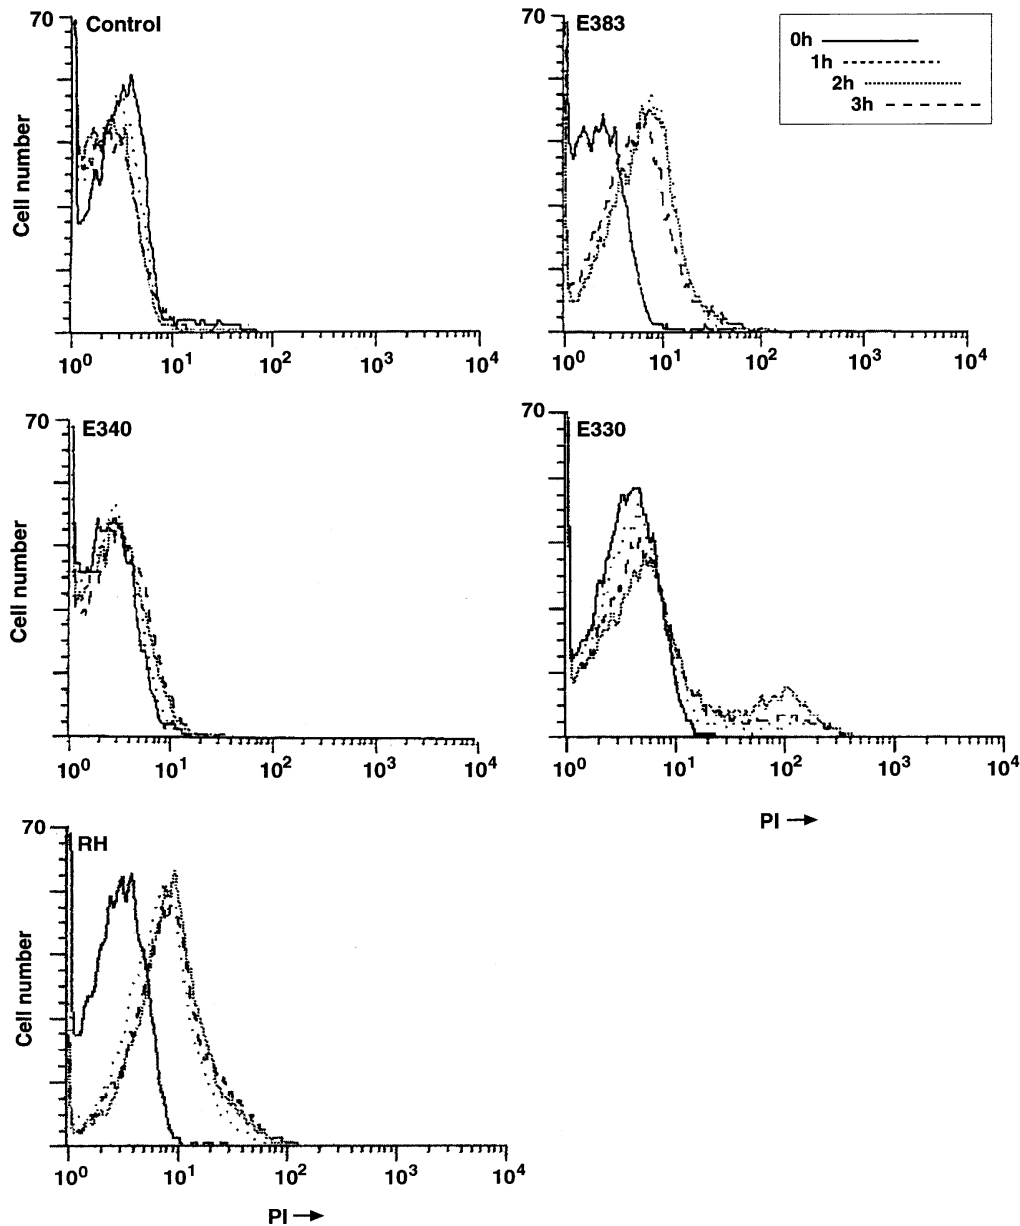 70
Control
Cell number
10⁰ 10¹ 10² 10³ 10⁴
70
E383
10⁰ 10¹ 10² 10³ 10⁴
0h
1h
2h
3h
70
E340
Cell number
10⁰ 10¹ 10² 10³ 10⁴
70
E330
10⁰ 10¹ 10² 10³ 10⁴
PI →
70
RH
Cell number
10⁰ 10¹ 10² 10³ 10⁴
PI →